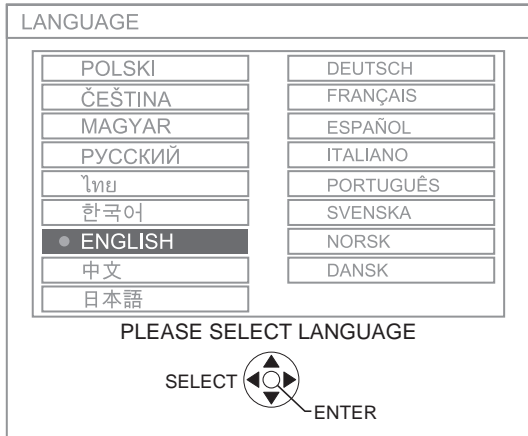 LANGUAGE
POLSKI
ČEŠTINA
MAGYAR
РУССКИЙ
ไทย
한국어
ENGLISH
中文
日本語
DEUTSCH
FRANÇAIS
ESPAÑOL
ITALIANO
PORTUGUÊS
SVENSKA
NORSK
DANSK
PLEASE SELECT LANGUAGE
SELECT
ENTER